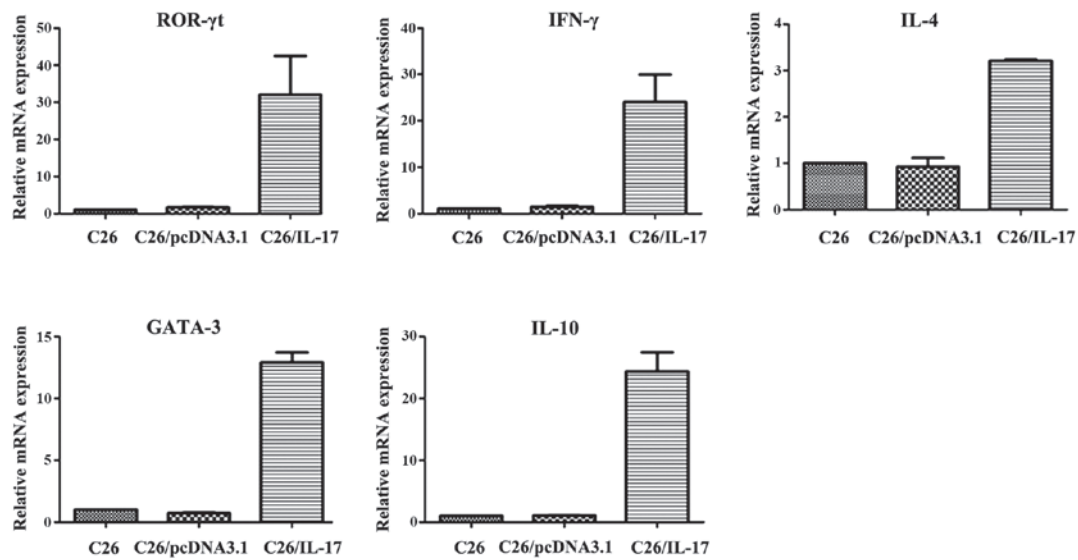 ROR-γt
Relative mRNA expression
50
40
30
20
10
0
C26 C26/pcDNA3.1 C26/IL-17
IFN-γ
Relative mRNA expression
40
30
20
10
0
C26 C26/pcDNA3.1 C26/IL-17
IL-4
Relative mRNA expression
4
3
2
1
0
C26 C26/pcDNA3.1 C26/IL-17
GATA-3
Relative mRNA expression
15
10
5
0
C26 C26/pcDNA3.1 C26/IL-17
IL-10
Relative mRNA expression
30
20
10
0
C26 C26/pcDNA3.1 C26/IL-17